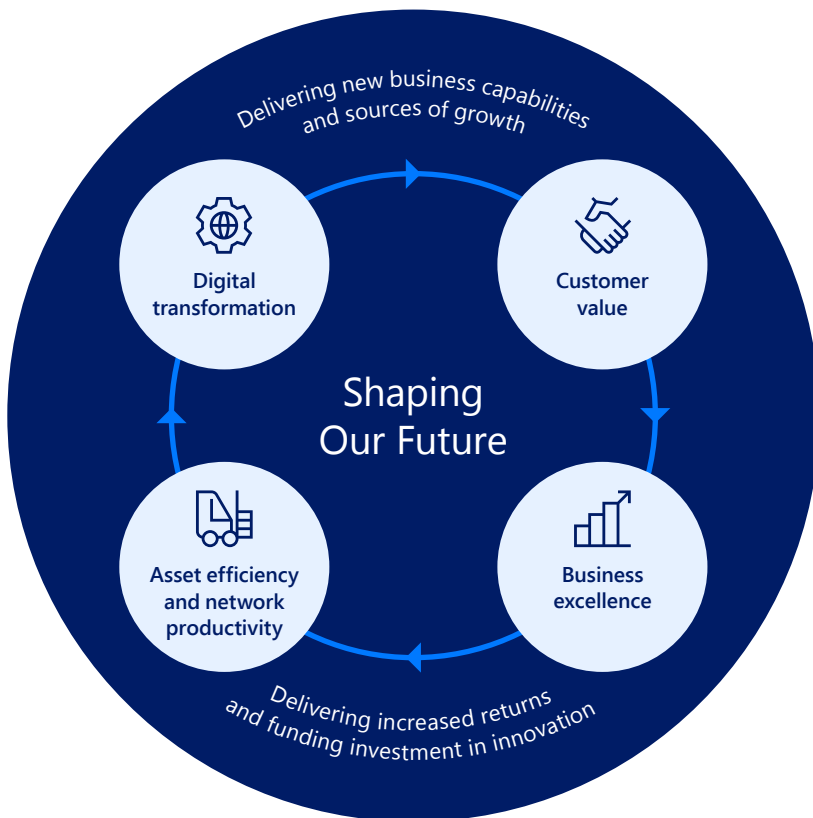 Delivering new business capabilities
and sources of growth
Digital
transformation
Customer
value
Shaping
Our Future
Asset efficiency
and network
productivity
Business
excellence
Delivering increased returns
and funding investment in innovation